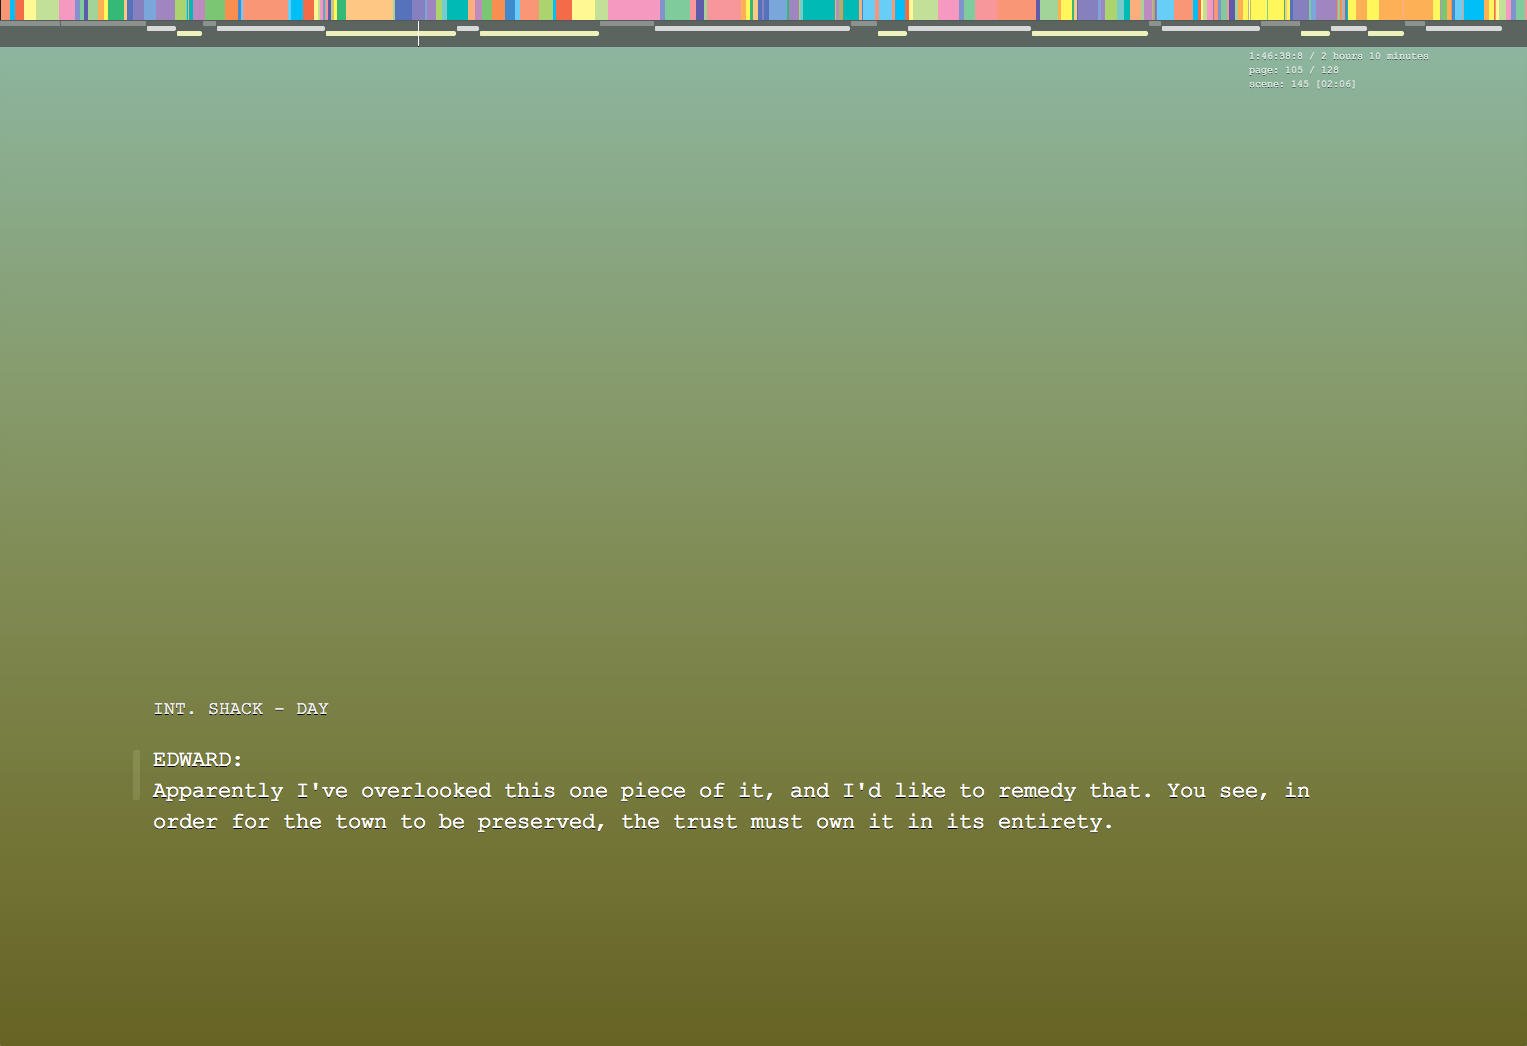 1:46:38:8 / 2 hours 10 minutes
page: 105 / 128
scene: 145 [02:06]
INT. SHACK - DAY
EDWARD:
Apparently I've overlooked this one piece of it, and I'd like to remedy that. You see, in
order for the town to be preserved, the trust must own it in its entirety.